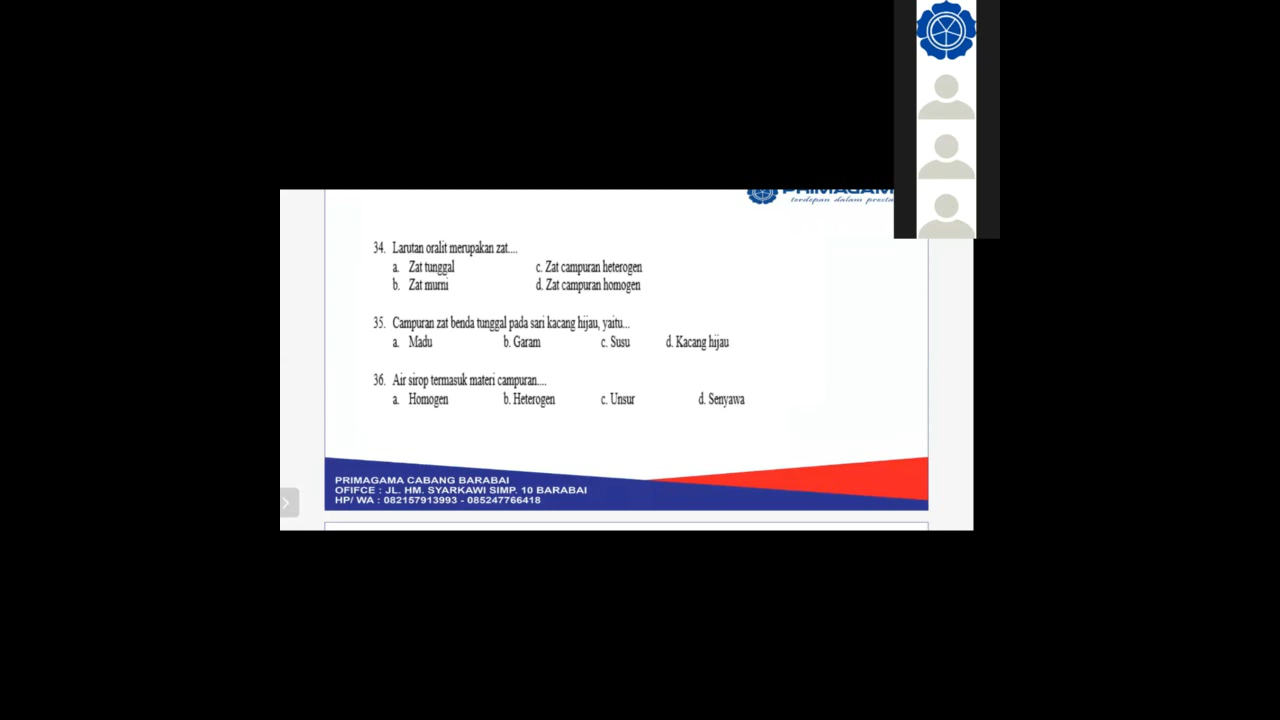 PRIMAGAMA
terdepan dalam presta
34. Larutan oralit merupakan zat....
a. Zat tunggal c. Zat campuran heterogen
b. Zat murni d. Zat campuran homogen
35. Campuran zat benda tunggal pada sari kacang hijau, yaitu...
a. Madu b. Garam c. Susu d. Kacang hijau
36. Air sirop termasuk materi campuran....
a. Homogen b. Heterogen c. Unsur d. Senyawa
PRIMAGAMA CABANG BARABAI
OFIFCE : JL. HM. SYARKAWI SIMP. 10 BARABAI
HP/ WA : 082157913993 - 085247766418